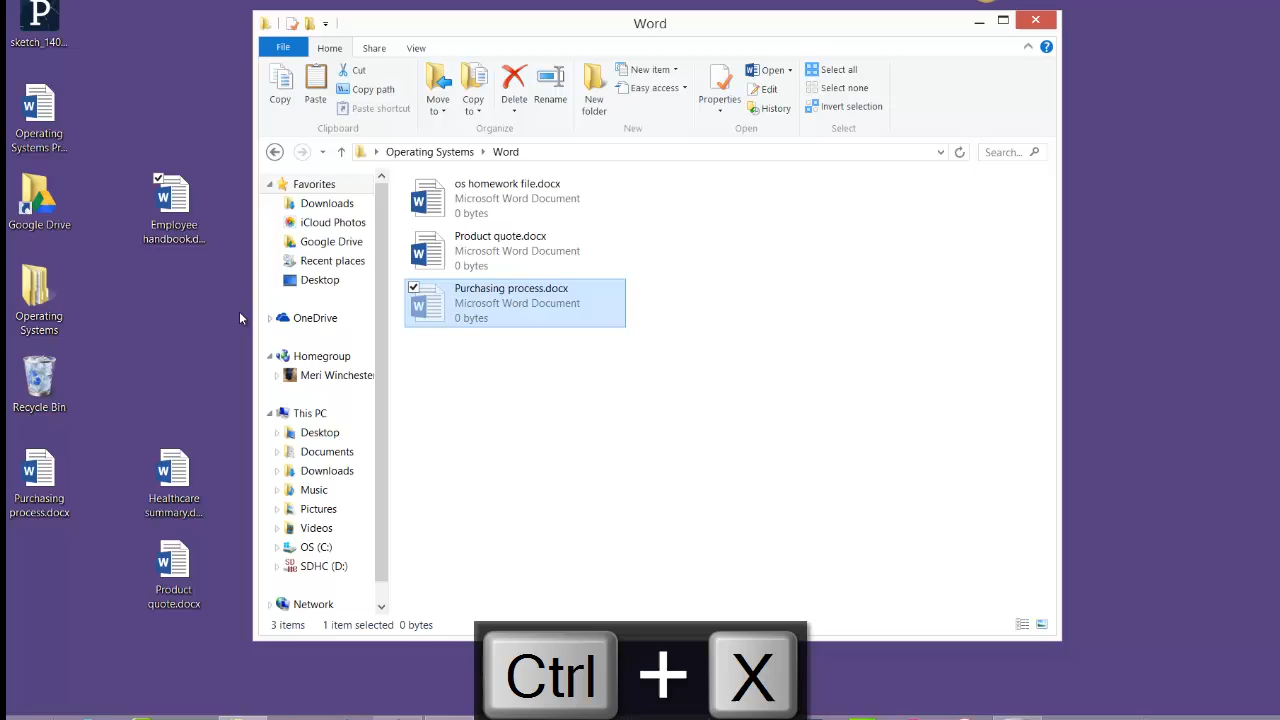 P
sketch_140...
Operating
Systems Pr...
Google Drive
Operating
Systems
Recycle Bin
Purchasing
process.docx
Employee
handbook.d...
Healthcare
summary.d...
Product
quote.docx
Word
File
Home
Share
View
Copy
Paste
Cut
Copy path
Paste shortcut
Clipboard
Move
to
Copy
to
Delete
Rename
Organize
New
folder
New item
Easy access
New
Properties
Open
Edit
History
Open
Select all
Select none
Invert selection
Select
Operating Systems
Word
Search...
Favorites
Downloads
iCloud Photos
Google Drive
Recent places
Desktop
OneDrive
Homegroup
Meri Winchester
This PC
Desktop
Documents
Downloads
Music
Pictures
Videos
OS (C:)
SDHC (D:)
Network
os homework file.docx
Microsoft Word Document
0 bytes
Product quote.docx
Microsoft Word Document
0 bytes
Purchasing process.docx
Microsoft Word Document
0 bytes
3 items 1 item selected 0 bytes
Ctrl + X